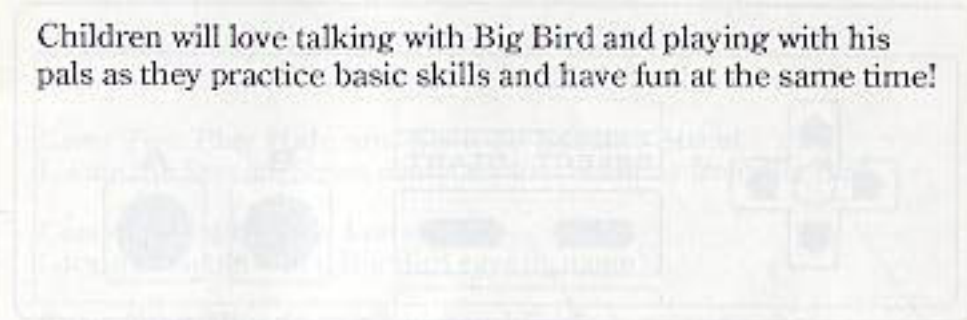 Children will love talking with Big Bird and playing with his
pals as they practice basic skills and have fun at the same time!